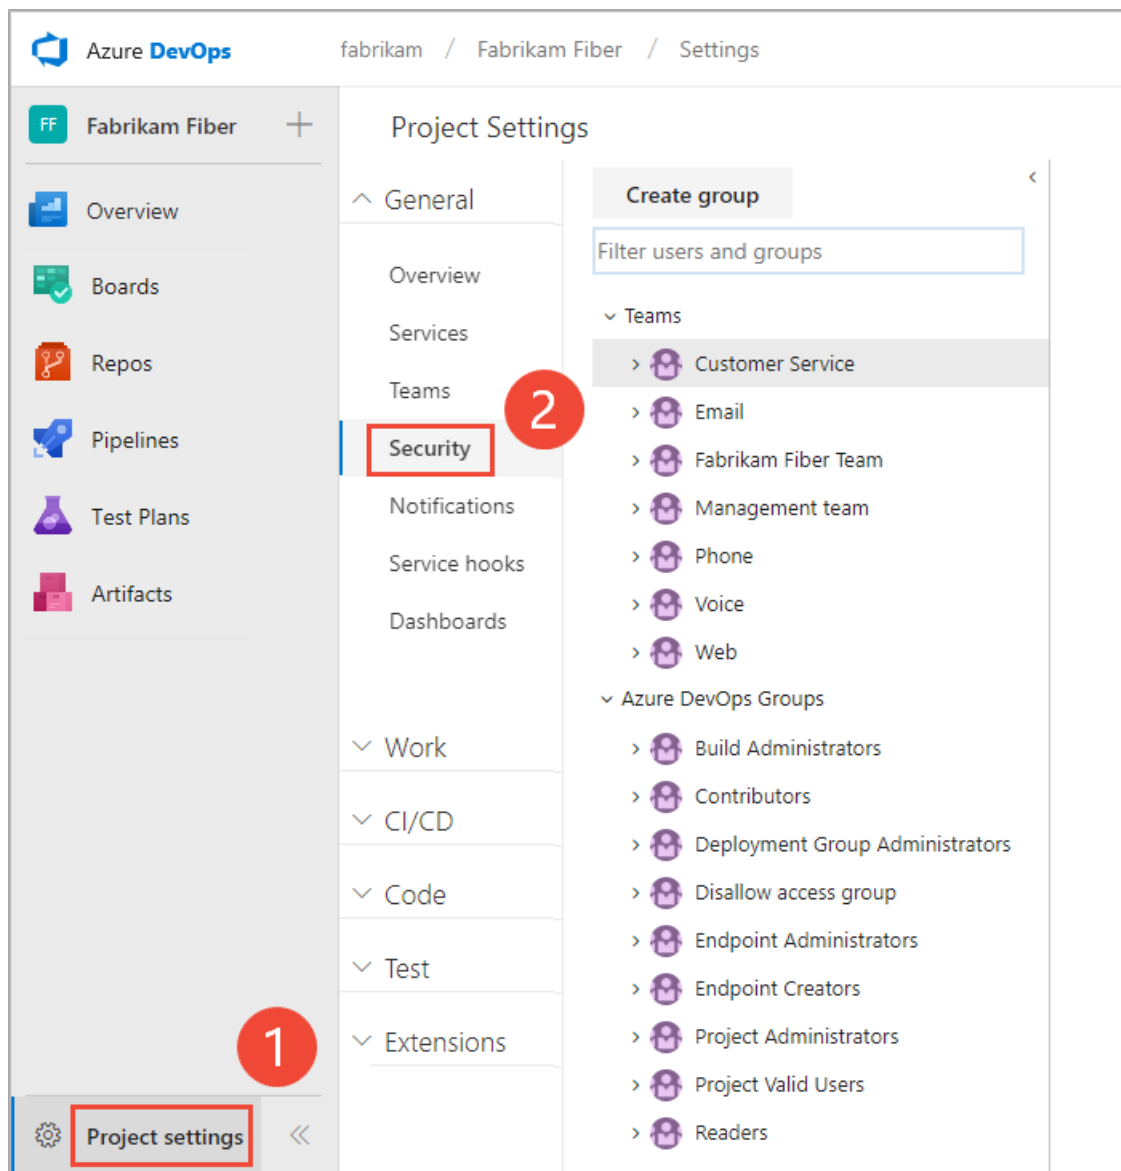 Azure DevOps
fabrikam / Fabrikam Fiber / Settings
FF
Fabrikam Fiber
Overview
Boards
Repos
Pipelines
Test Plans
Artifacts
1
Project settings
Project Settings
General
Overview
Services
Teams
2
Security
Notifications
Service hooks
Dashboards
Work
CI/CD
Code
Test
Extensions
Create group
Filter users and groups
Teams
Customer Service
Email
Fabrikam Fiber Team
Management team
Phone
Voice
Web
Azure DevOps Groups
Build Administrators
Contributors
Deployment Group Administrators
Disallow access group
Endpoint Administrators
Endpoint Creators
Project Administrators
Project Valid Users
Readers